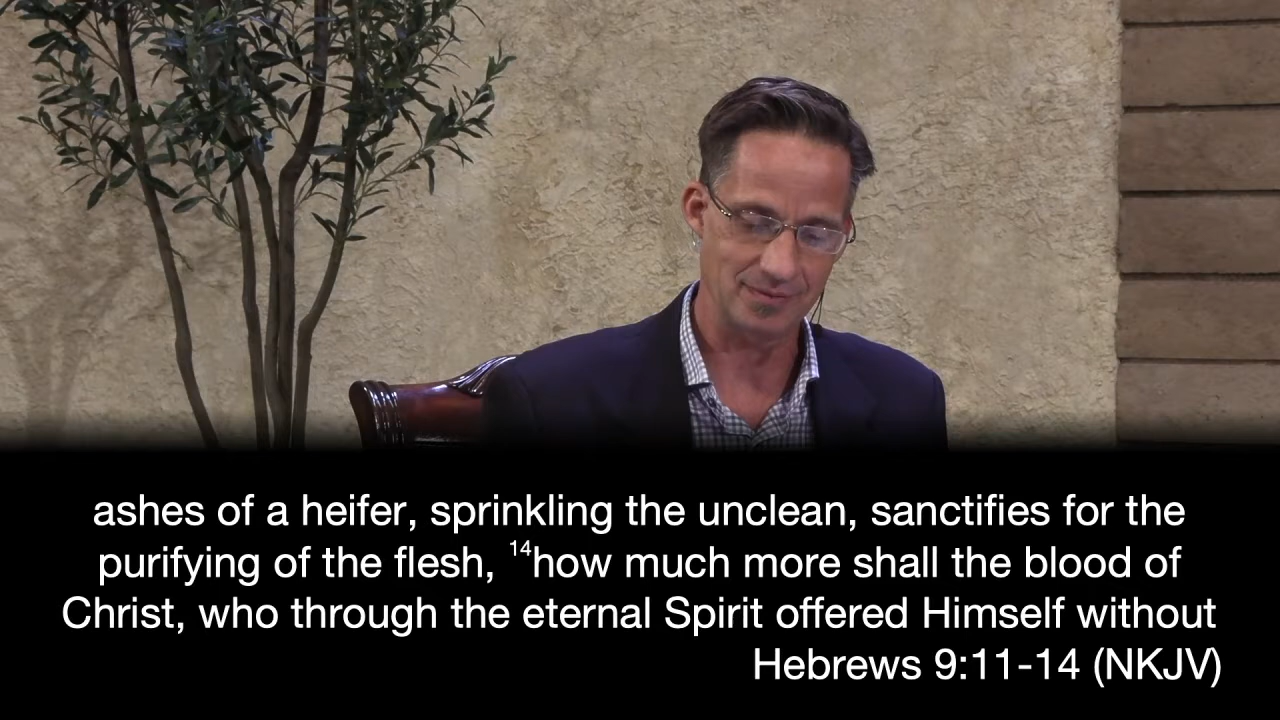 ashes of a heifer, sprinkling the unclean, sanctifies for the
purifying of the flesh, 14how much more shall the blood of
Christ, who through the eternal Spirit offered Himself without
Hebrews 9:11-14 (NKJV)